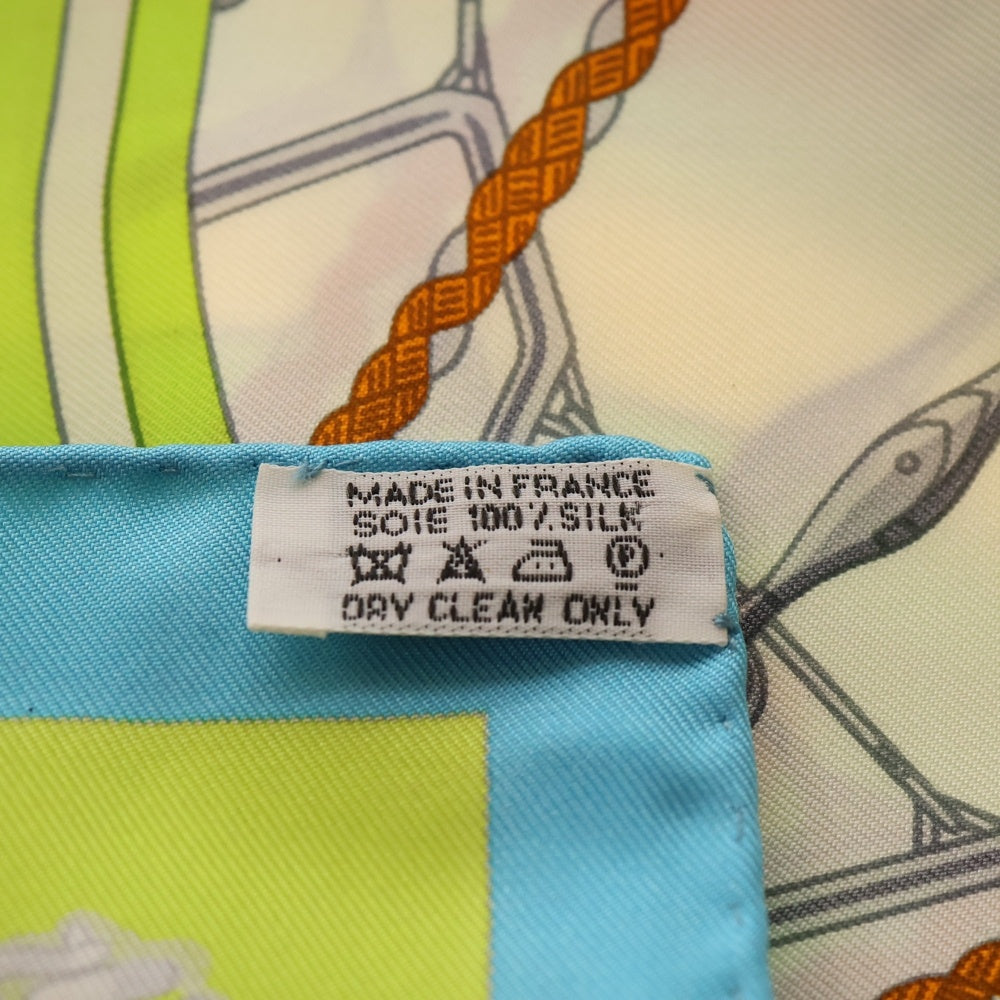 MADE IN FRANCE
SOIE 100% SILK
P
DRY CLEAN ONLY